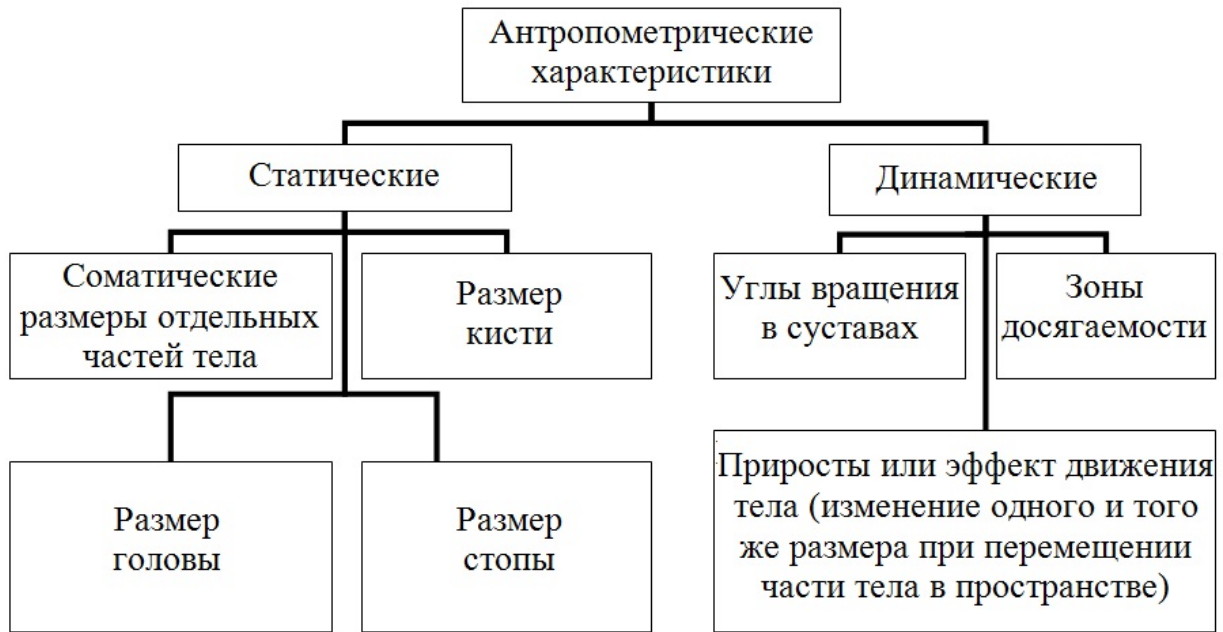 Антропометрические
характеристики
Статические
Динамические
Соматические
размеры отдельных
частей тела
Размер
кисти
Углы вращения
в суставах
Зоны
досягаемости
Размер
головы
Размер
стопы
Приросты или эффект движения
тела (изменение одного и того
же размера при перемещении
части тела в пространстве)